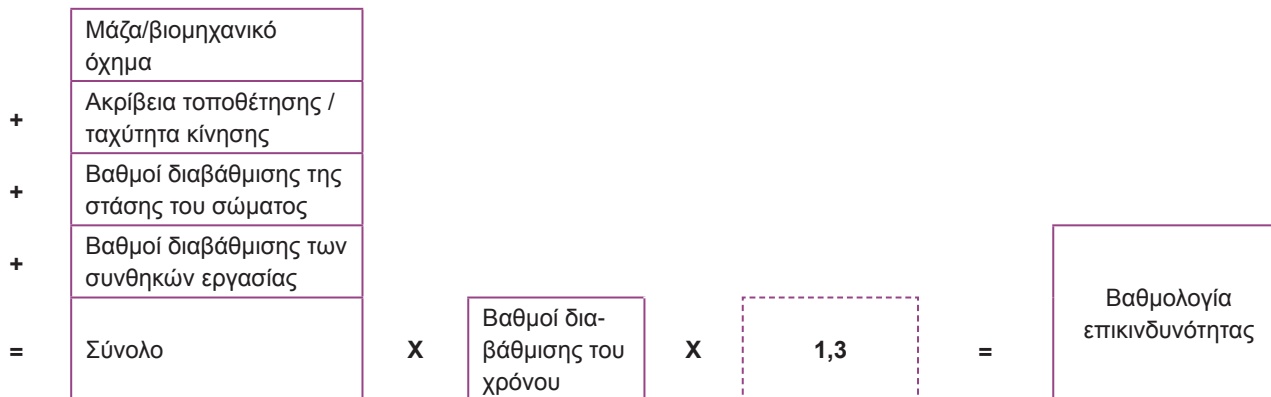 Μάζα/βιομηχανικό
όχημα
+ Ακρίβεια τοποθέτησης /
ταχύτητα κίνησης
+ Βαθμοί διαβάθμισης της
στάσης του σώματος
+ Βαθμοί διαβάθμισης των
συνθηκών εργασίας
= Σύνολο X Βαθμοί δια-
βάθμισης του
χρόνου X 1,3 = Βαθμολογία
επικινδυνότητας